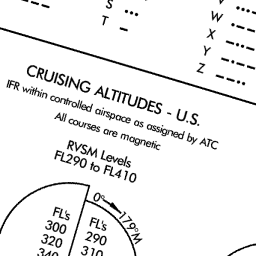 S •••
T —
V •••—
W •——
X —••—
Y —•——
Z ——••
CRUISING ALTITUDES - U.S.
IFR within controlled airspace as assigned by ATC
All courses are magnetic
RVSM Levels
FL290 to FL410
0° 179°M
FL's
300
320
340
FL's
290
310